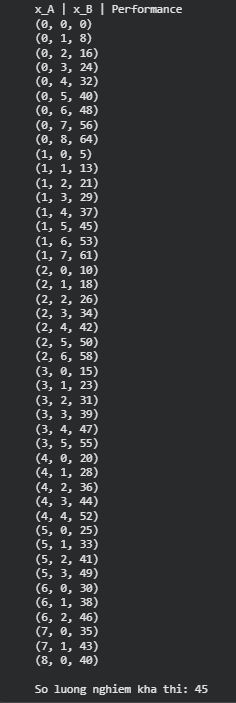 x_A | x_B | Performance
(0, 0, 0)
(0, 1, 8)
(0, 2, 16)
(0, 3, 24)
(0, 4, 32)
(0, 5, 40)
(0, 6, 48)
(0, 7, 56)
(0, 8, 64)
(1, 0, 5)
(1, 1, 13)
(1, 2, 21)
(1, 3, 29)
(1, 4, 37)
(1, 5, 45)
(1, 6, 53)
(1, 7, 61)
(2, 0, 10)
(2, 1, 18)
(2, 2, 26)
(2, 3, 34)
(2, 4, 42)
(2, 5, 50)
(2, 6, 58)
(3, 0, 15)
(3, 1, 23)
(3, 2, 31)
(3, 3, 39)
(3, 4, 47)
(3, 5, 55)
(4, 0, 20)
(4, 1, 28)
(4, 2, 36)
(4, 3, 44)
(4, 4, 52)
(5, 0, 25)
(5, 1, 33)
(5, 2, 41)
(5, 3, 49)
(6, 0, 30)
(6, 1, 38)
(6, 2, 46)
(7, 0, 35)
(7, 1, 43)
(8, 0, 40)
So luong nghiem kha thi: 45